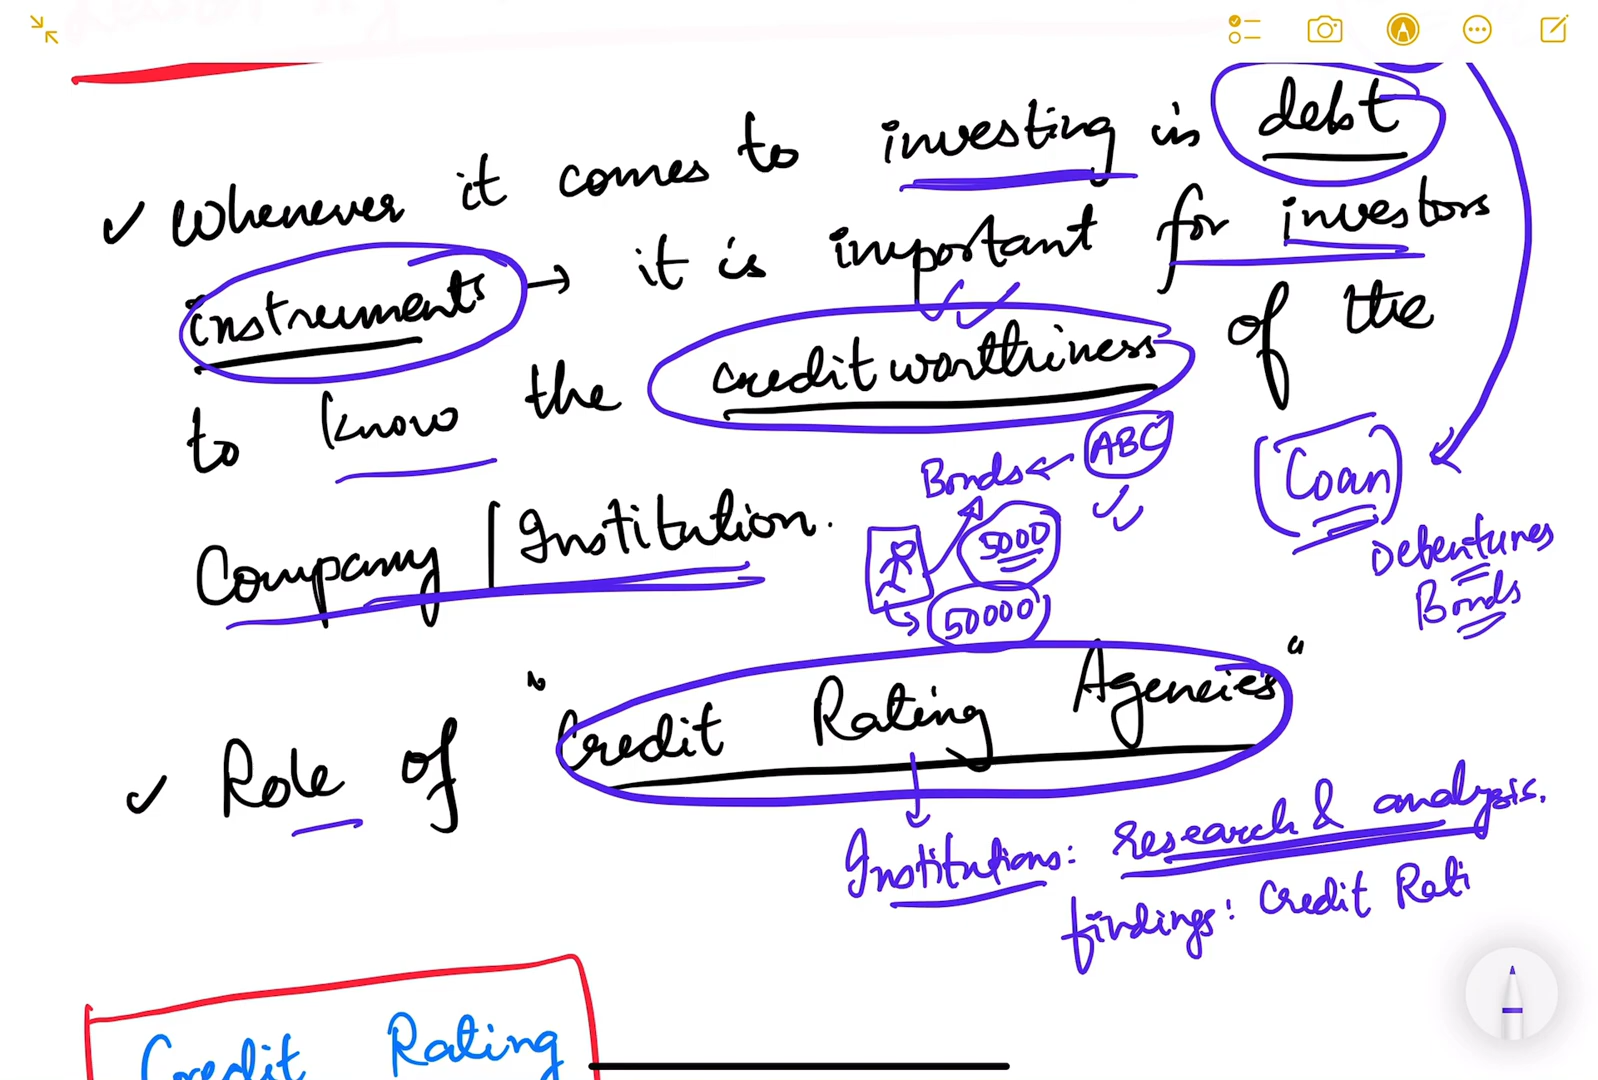 ✓ Whenever it comes to investing in debt
instruments → it is important for investors
to know the creditworthiness of the
Company | Institution.
Bonds ← ABC
5000
50000
(Loan)
Debentures
Bonds
✓ Role of "Credit Rating Agencies"
Institutions: research & analysis.
findings: Credit Rati
Credit Rating